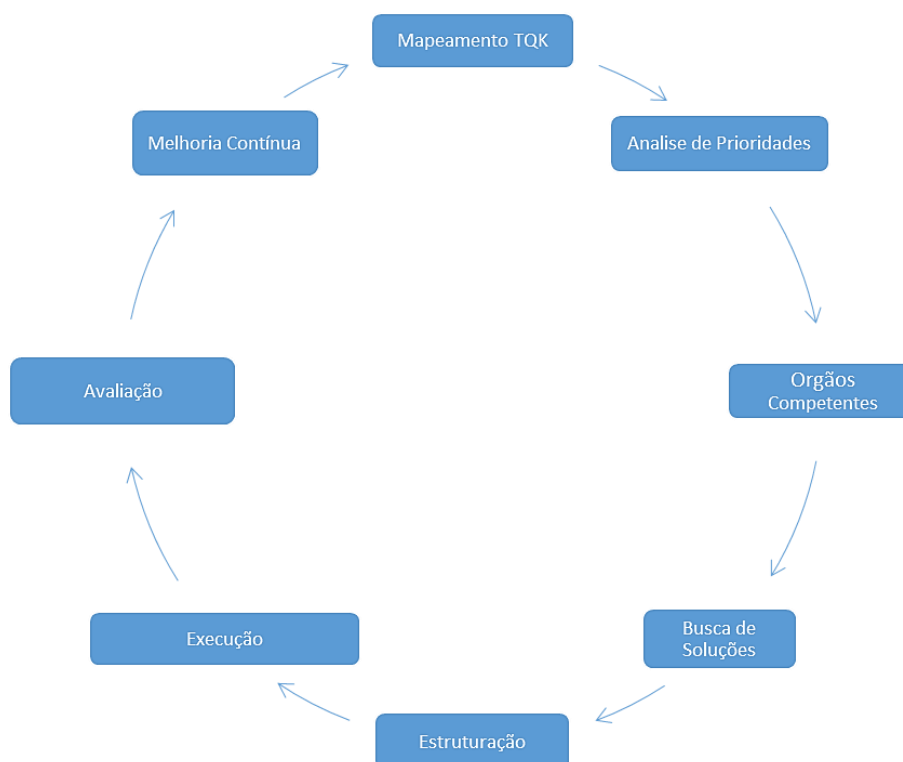 Mapeamento TQK
Analise de Prioridades
Orgãos
Competentes
Busca de
Soluções
Estruturação
Execução
Avaliação
Melhoria Contínua